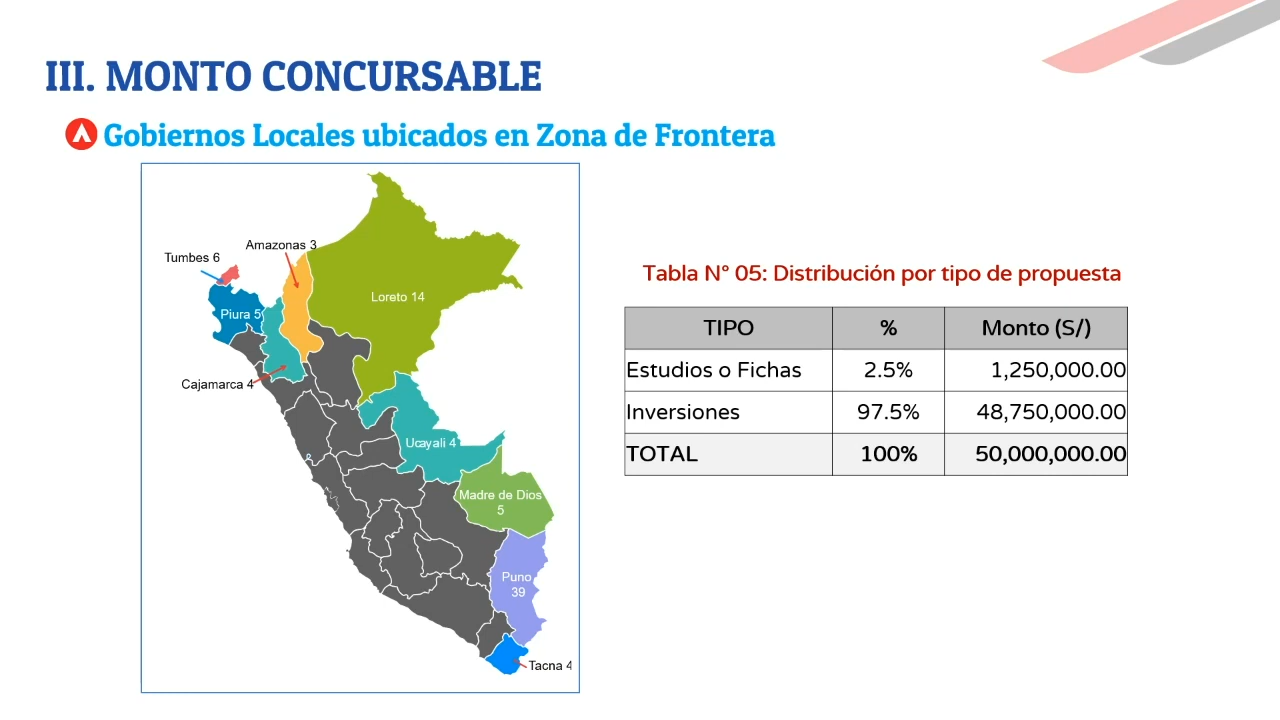 III. MONTO CONCURSABLE
Gobiernos Locales ubicados en Zona de Frontera
Amazonas 3
Tumbes 6
Loreto 14
Piura 5
Cajamarca 4
Ucayali 4
Madre de Dios
5
Puno
39
Tacna 4
Tabla N° 05: Distribución por tipo de propuesta
TIPO % Monto (S/)
Estudios o Fichas 2.5% 1,250,000.00
Inversiones 97.5% 48,750,000.00
TOTAL 100% 50,000,000.00